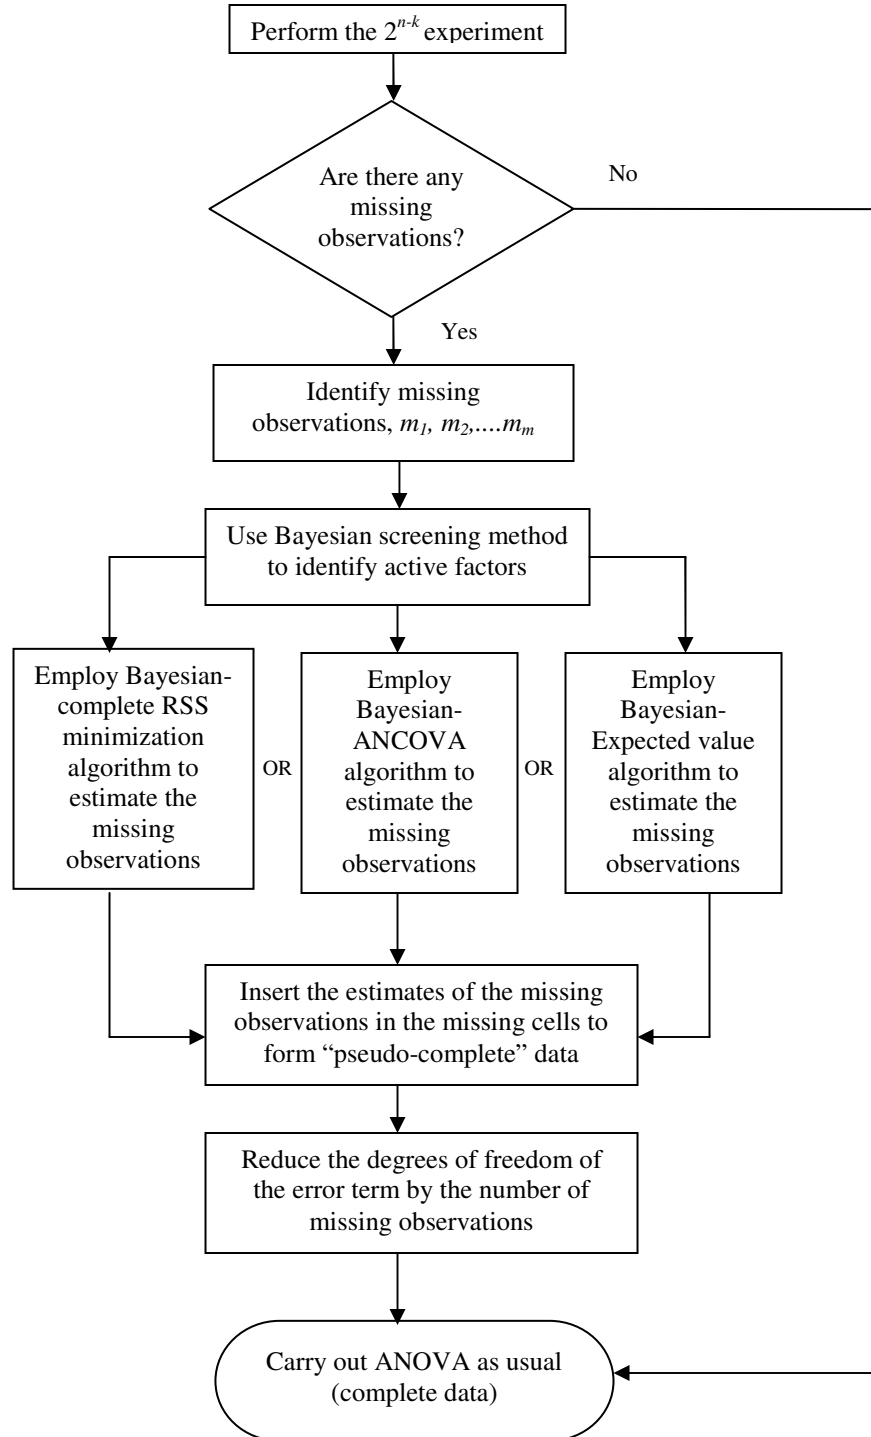 Perform the 2^{n-k} experiment
Are there any
missing
observations?
No
Yes
Identify missing
observations, m_1, m_2,....m_m
Use Bayesian screening method
to identify active factors
Employ Bayesian-
complete RSS
minimization
algorithm to
estimate the
missing
observations
OR
Employ
Bayesian-
ANCOVA
algorithm to
estimate the
missing
observations
OR
Employ
Bayesian-
Expected value
algorithm to
estimate the
missing
observations
Insert the estimates of the missing
observations in the missing cells to
form “pseudo-complete” data
Reduce the degrees of freedom of
the error term by the number of
missing observations
Carry out ANOVA as usual
(complete data)